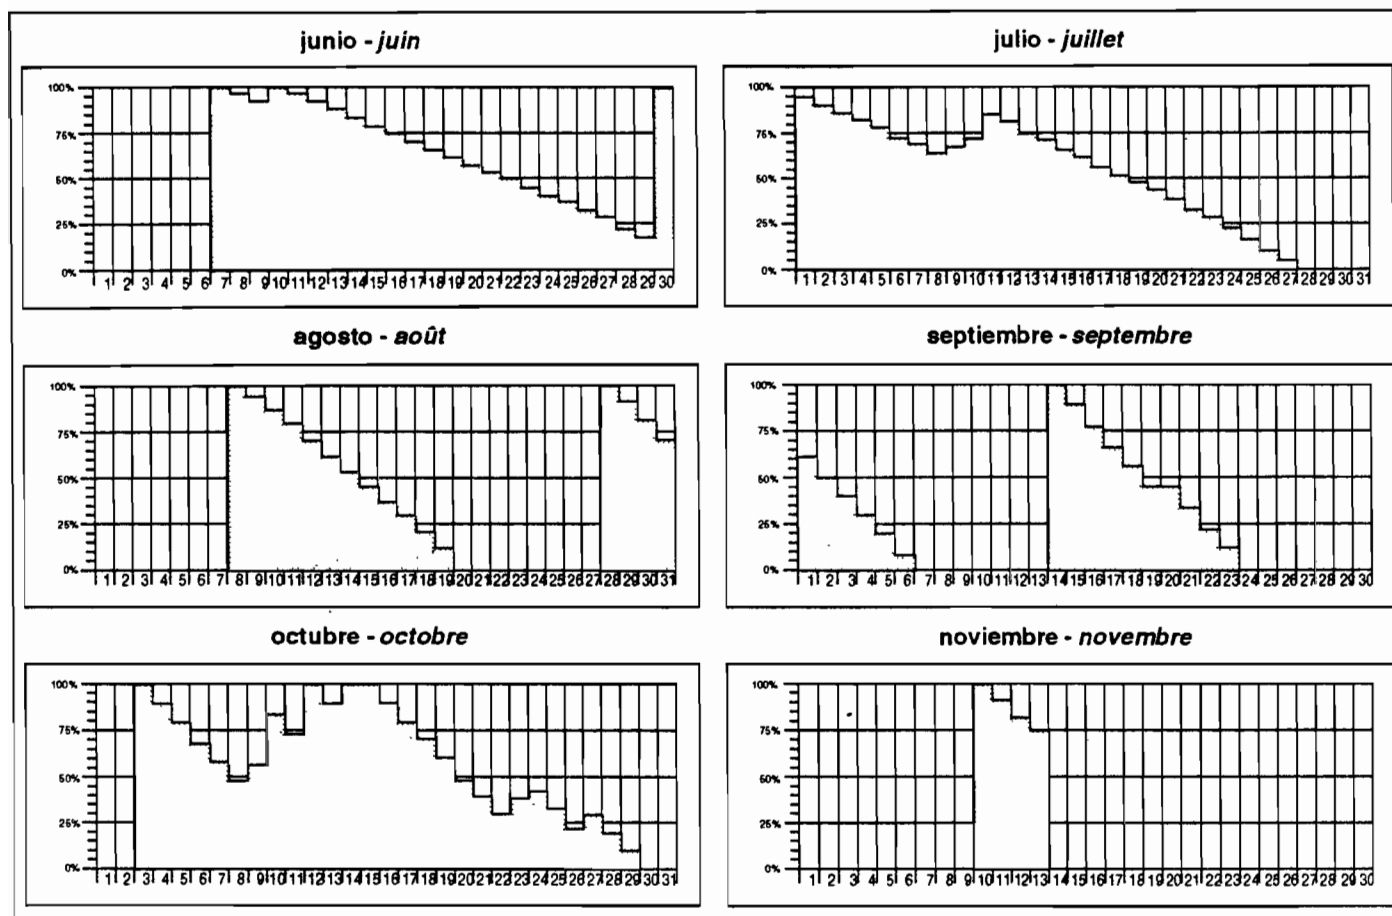 junio - juin
100%
75%
50%
25%
0%
1 2 3 4 5 6 7 8 9 10 11 12 13 14 15 16 17 18 19 20 21 22 23 24 25 26 27 28 29 30
julio - juillet
100%
75%
50%
25%
0%
1 2 3 4 5 6 7 8 9 10 11 12 13 14 15 16 17 18 19 20 21 22 23 24 25 26 27 28 29 30 31
agosto - août
100%
75%
50%
25%
0%
1 2 3 4 5 6 7 8 9 10 11 12 13 14 15 16 17 18 19 20 21 22 23 24 25 26 27 28 29 30 31
septiembre - septembre
100%
75%
50%
25%
0%
1 2 3 4 5 6 7 8 9 10 11 12 13 14 15 16 17 18 19 20 21 22 23 24 25 26 27 28 29 30
octubre - octobre
100%
75%
50%
25%
0%
1 2 3 4 5 6 7 8 9 10 11 12 13 14 15 16 17 18 19 20 21 22 23 24 25 26 27 28 29 30 31
noviembre - novembre
100%
75%
50%
25%
0%
1 2 3 4 5 6 7 8 9 10 11 12 13 14 15 16 17 18 19 20 21 22 23 24 25 26 27 28 29 30